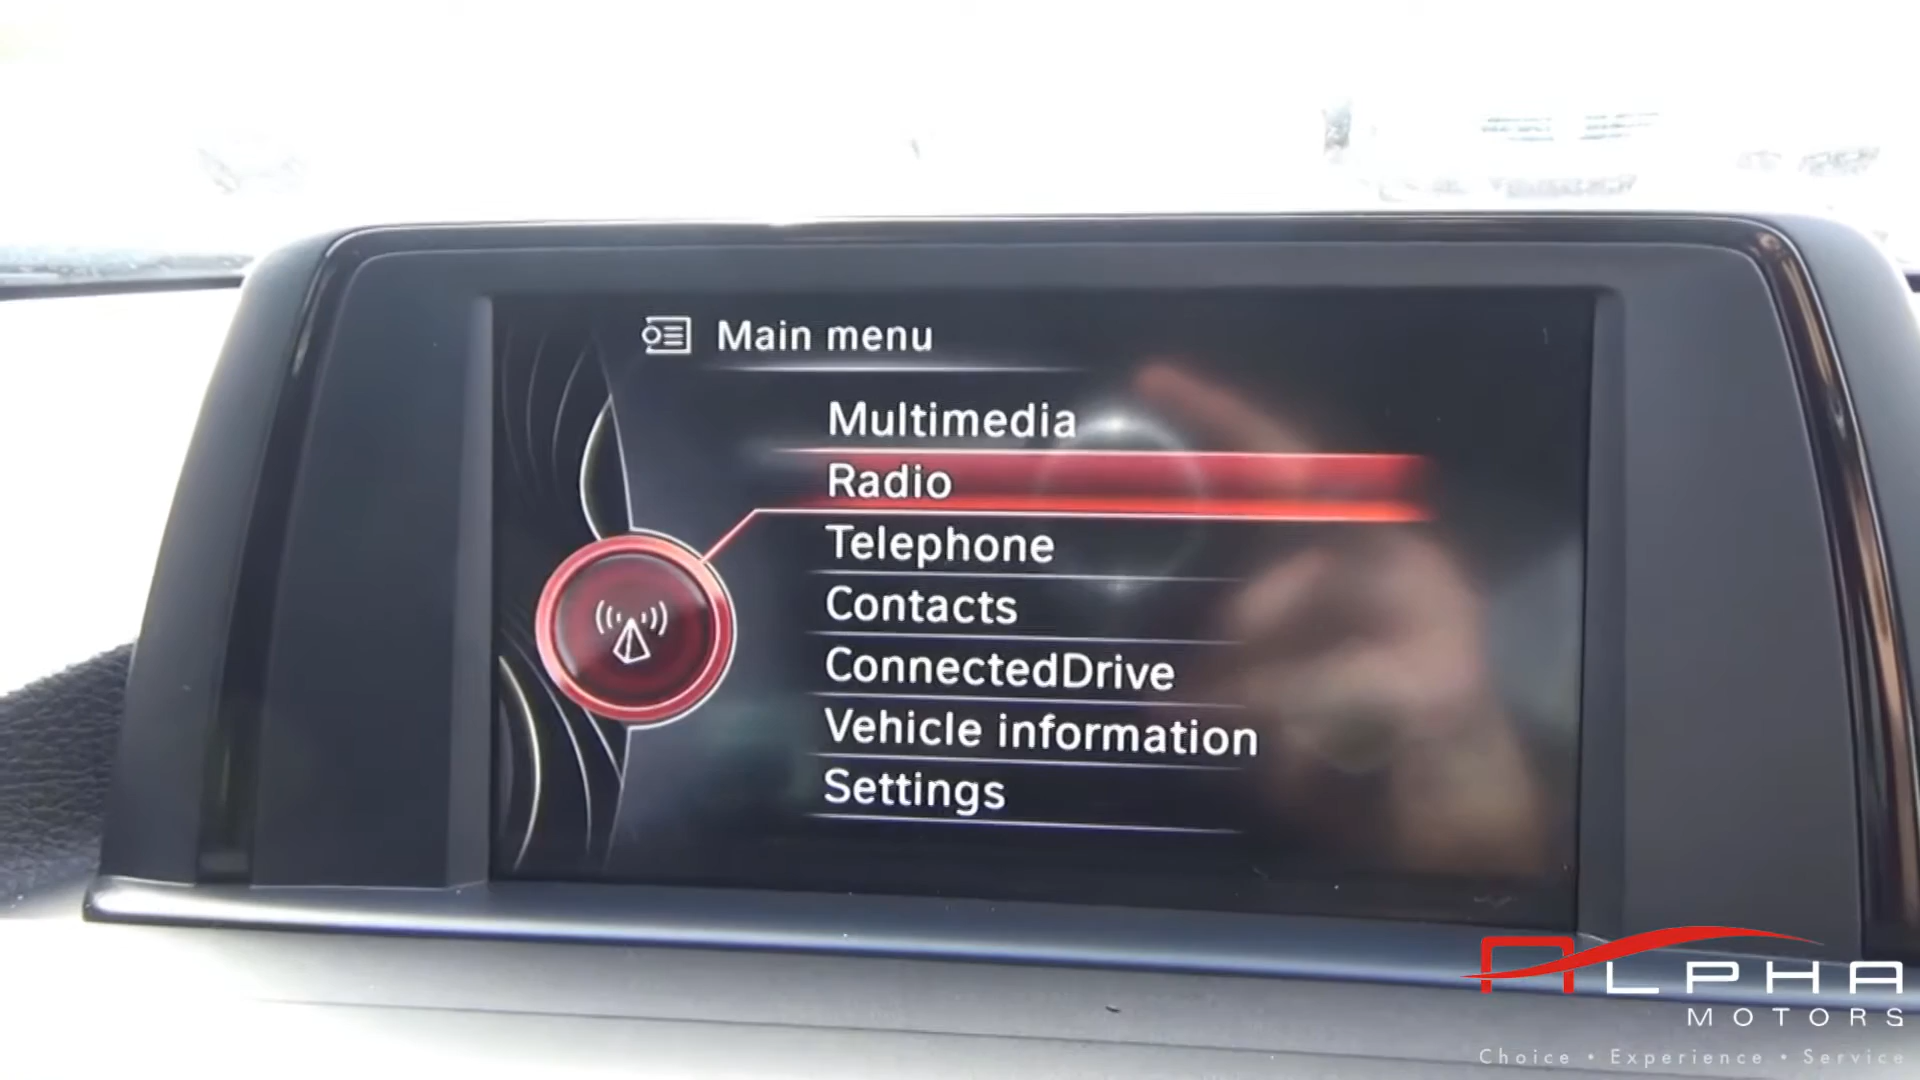 Main menu
Multimedia
Radio
Telephone
Contacts
ConnectedDrive
Vehicle information
Settings
ALPHA
MOTORS
Choice • Experience • Service